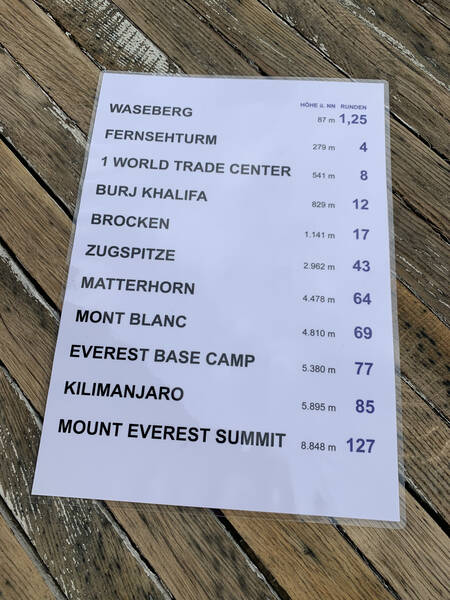 HÖHE ü. NN RUNDEN
WASEBERG 87 m 1,25
FERNSEHTURM 279 m 4
1 WORLD TRADE CENTER 541 m 8
BURJ KHALIFA 829 m 12
BROCKEN 1.141 m 17
ZUGSPITZE 2.962 m 43
MATTERHORN 4.478 m 64
MONT BLANC 4.810 m 69
EVEREST BASE CAMP 5.380 m 77
KILIMANJARO 5.895 m 85
MOUNT EVEREST SUMMIT 8.848 m 127